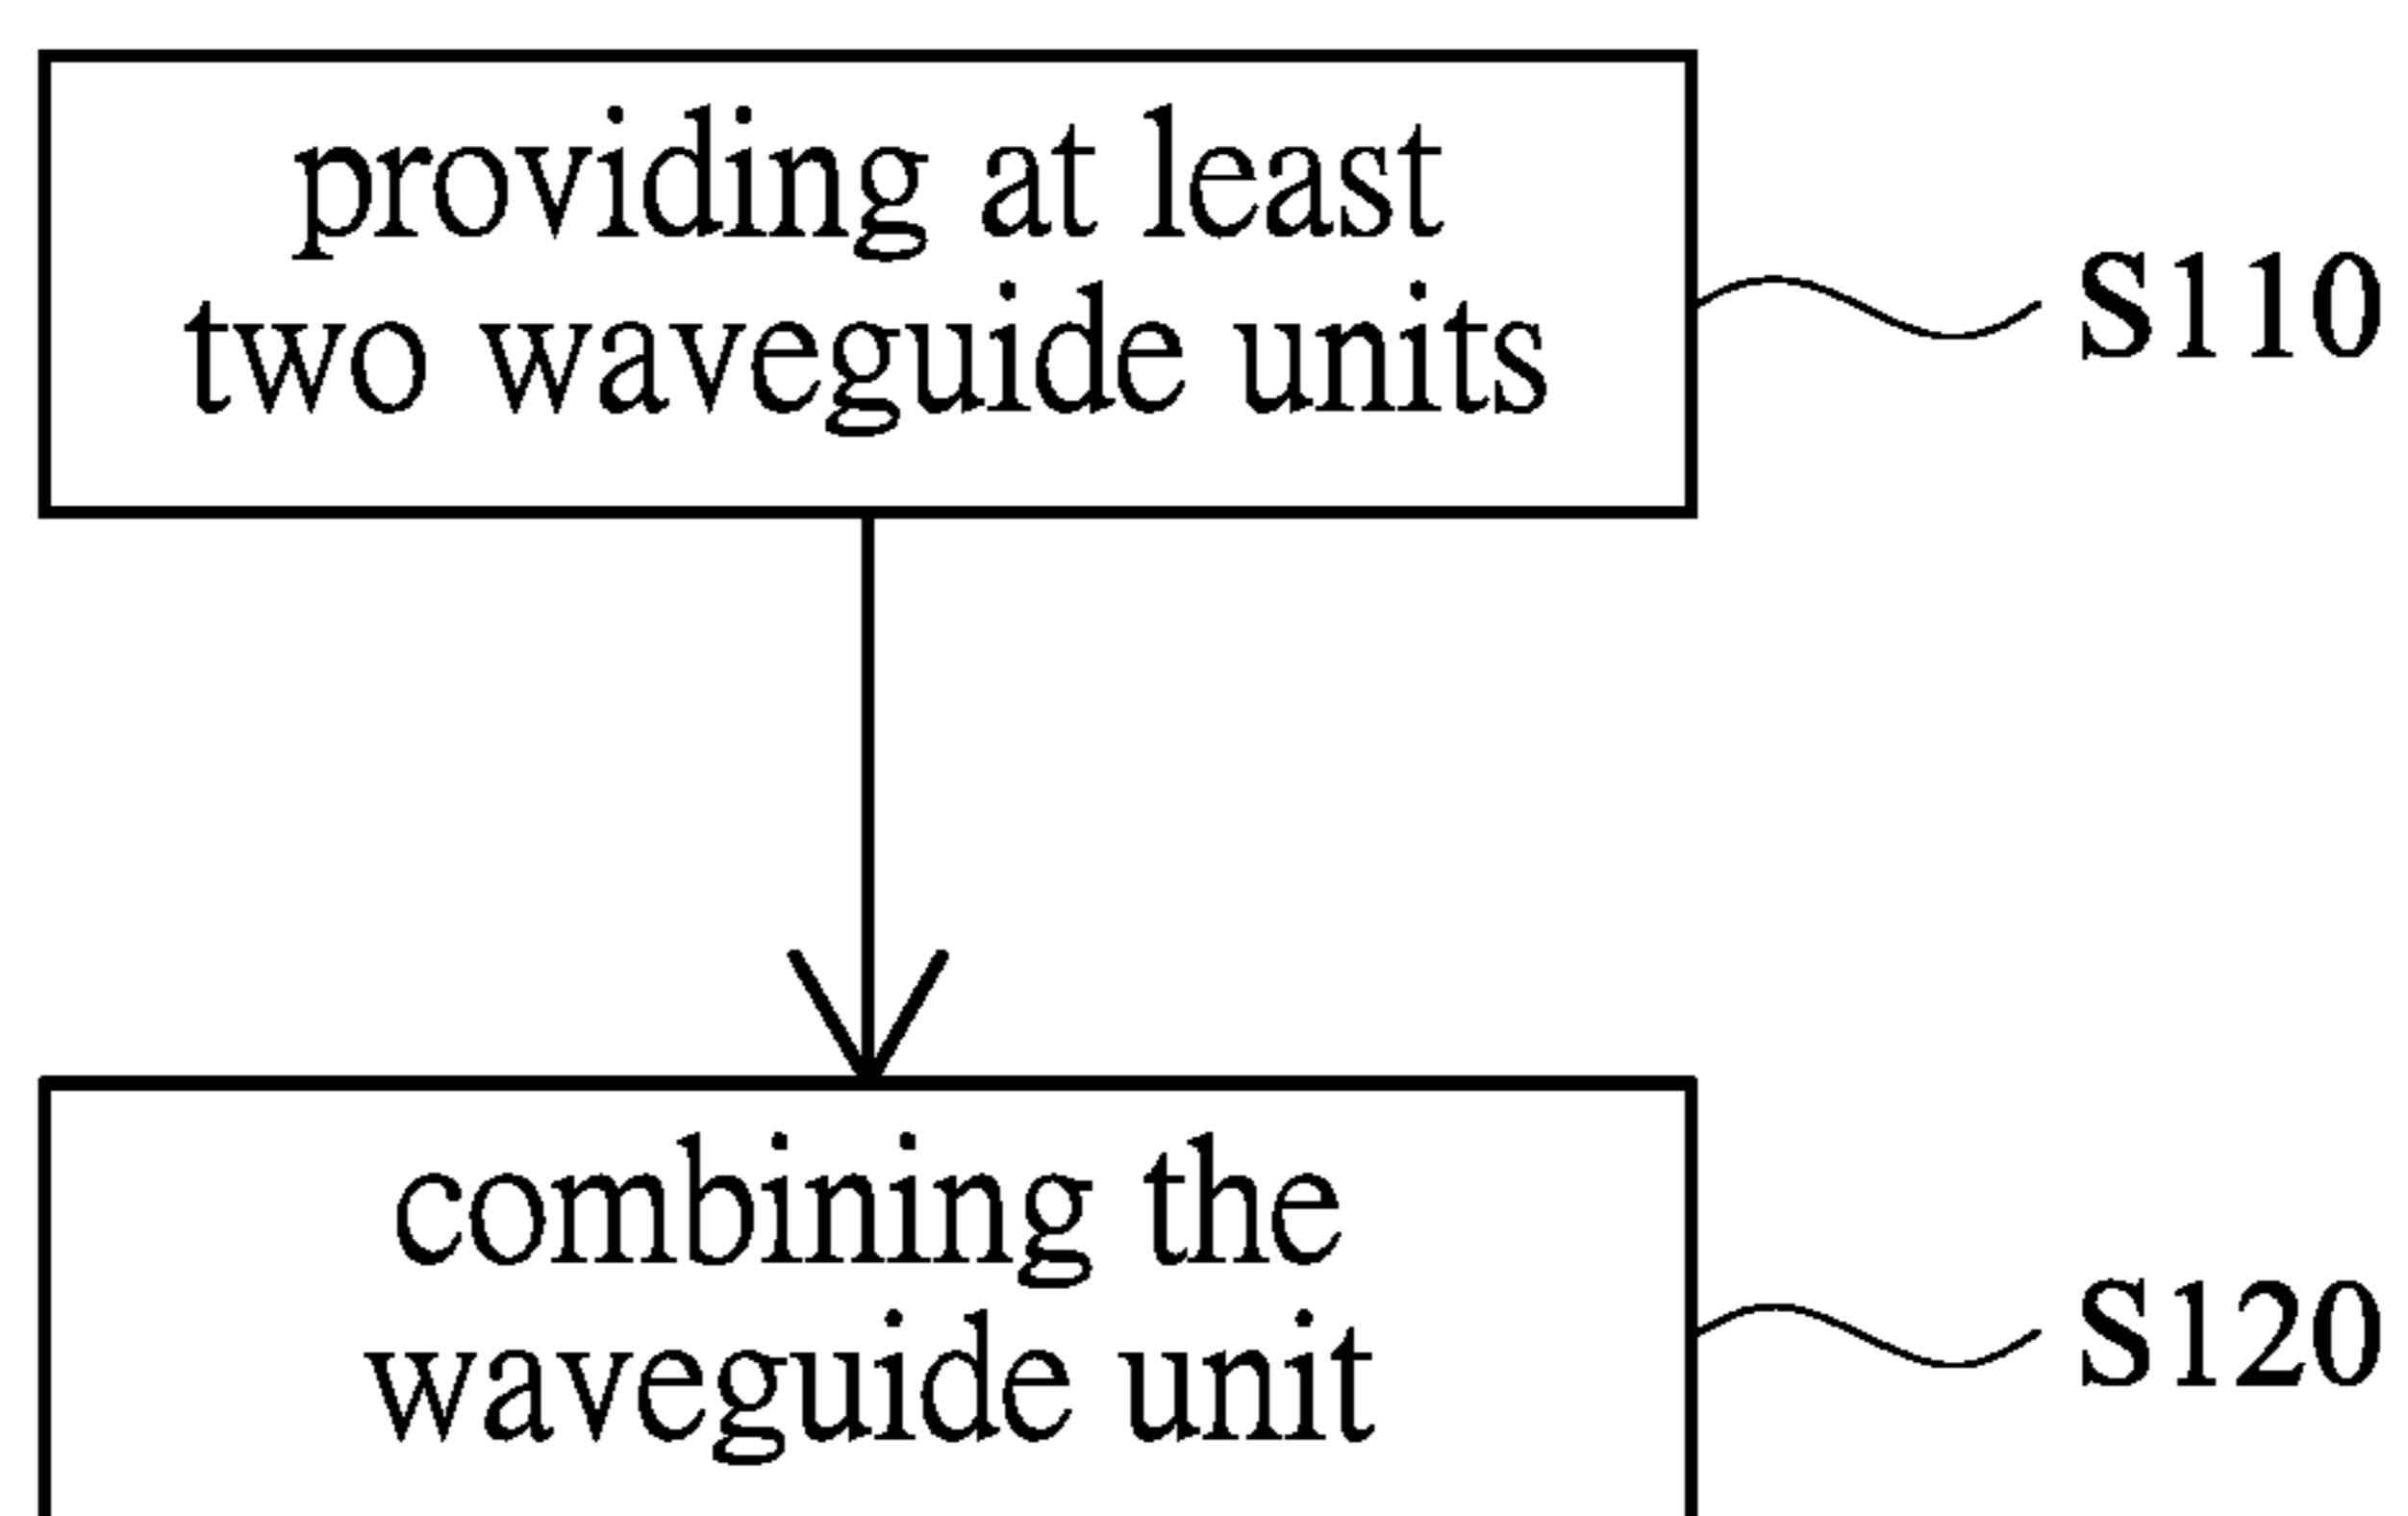 providing at least
two waveguide units
S110
combining the
waveguide unit
S120